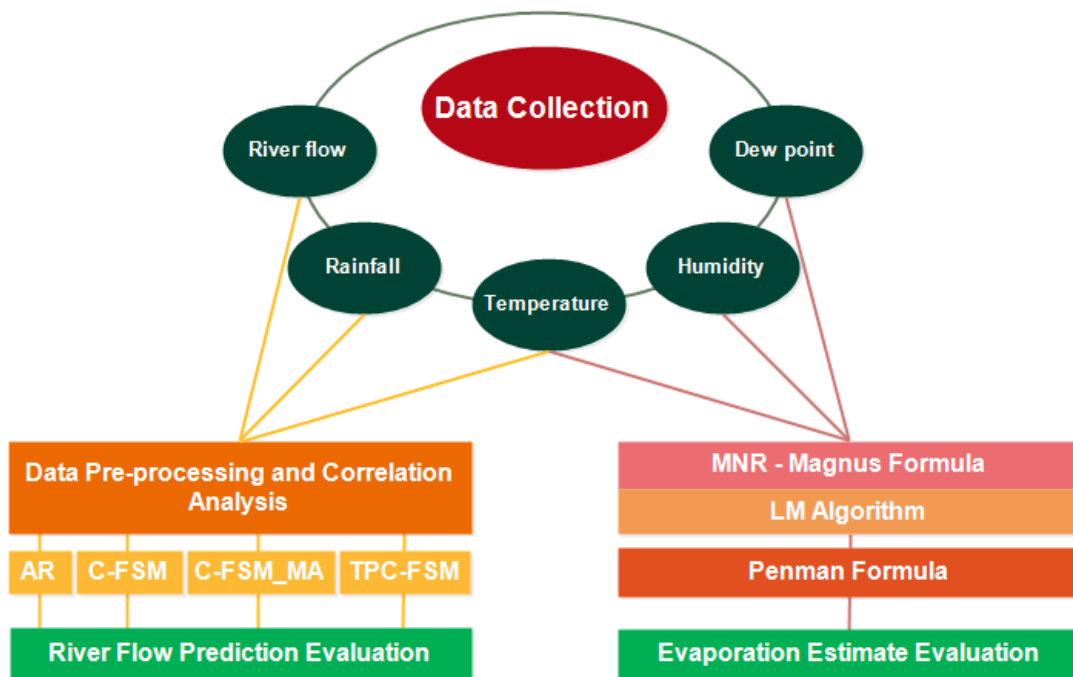 Data Collection
River flow
Dew point
Rainfall
Humidity
Temperature
Data Pre-processing and Correlation
Analysis
AR
C-FSM
C-FSM_MA
TPC-FSM
River Flow Prediction Evaluation
MNR - Magnus Formula
LM Algorithm
Penman Formula
Evaporation Estimate Evaluation